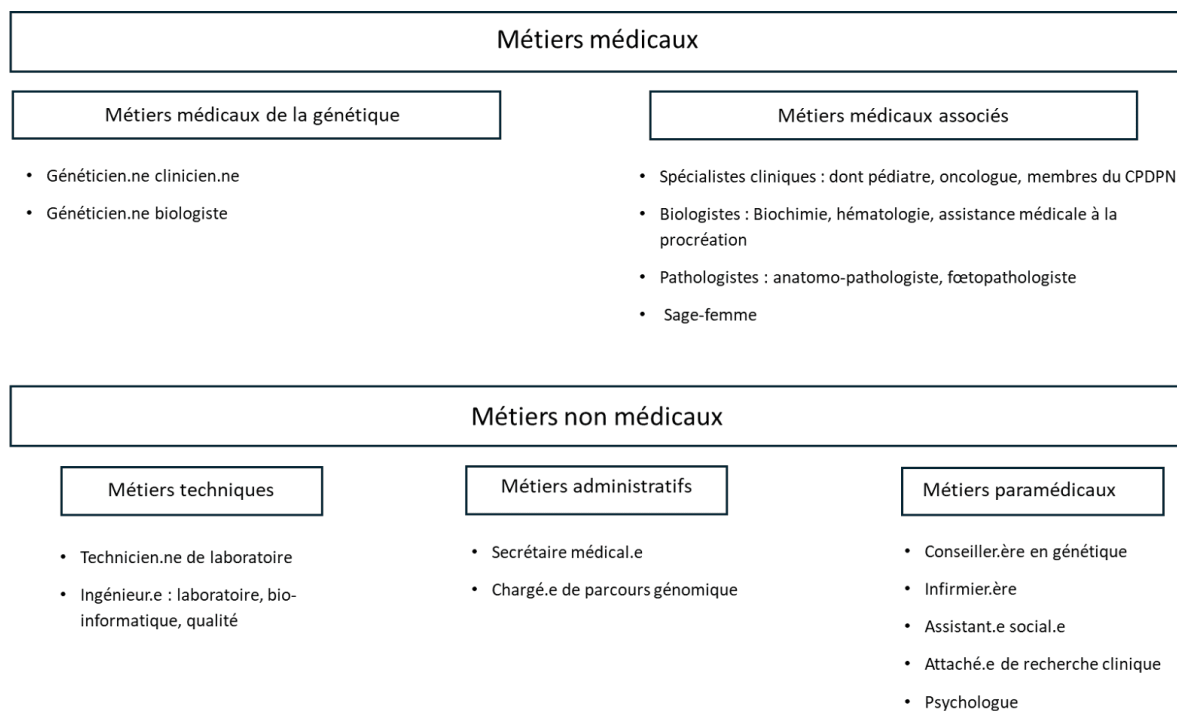 Métiers médicaux
Métiers médicaux de la génétique
• Généticien.ne clinicien.ne
• Généticien.ne biologiste
Métiers médicaux associés
• Spécialistes cliniques : dont pédiatre, oncologue, membres du CPDPN
• Biologistes : Biochimie, hématologie, assistance médicale à la
procréation
• Pathologistes : anatomo-pathologiste, fœtopathologiste
• Sage-femme
Métiers non médicaux
Métiers techniques
• Technicien.ne de laboratoire
• Ingénieur.e : laboratoire, bio-
informatique, qualité
Métiers administratifs
• Secrétaire médical.e
• Chargé.e de parcours génomique
Métiers paramédicaux
• Conseiller.ère en génétique
• Infirmier.ère
• Assistant.e social.e
• Attaché.e de recherche clinique
• Psychologue